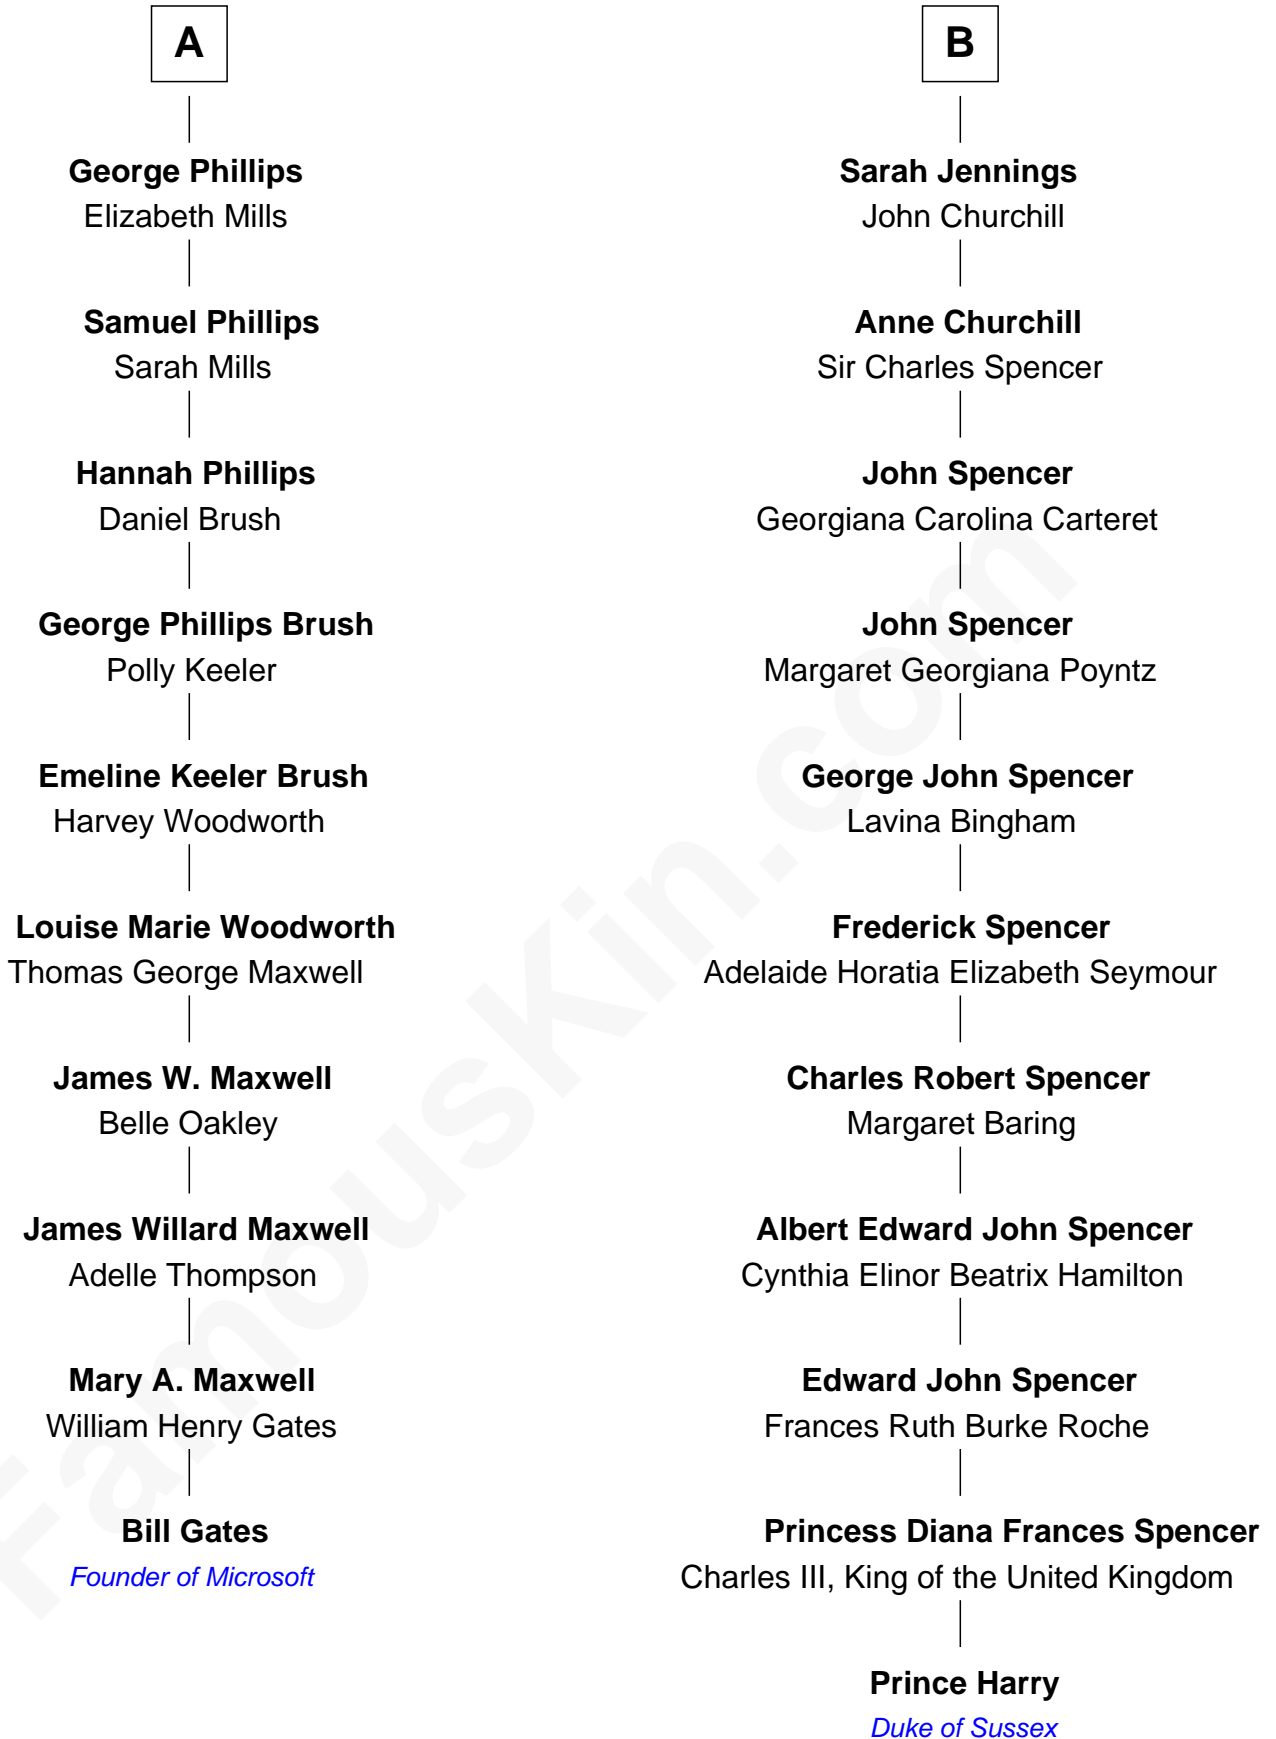 A
George Phillips
Elizabeth Mills
Samuel Phillips
Sarah Mills
Hannah Phillips
Daniel Brush
George Phillips Brush
Polly Keeler
Emeline Keeler Brush
Harvey Woodworth
Louise Marie Woodworth
Thomas George Maxwell
James W. Maxwell
Belle Oakley
James Willard Maxwell
Adelle Thompson
Mary A. Maxwell
William Henry Gates
Bill Gates
Founder of Microsoft
B
Sarah Jennings
John Churchill
Anne Churchill
Sir Charles Spencer
John Spencer
Georgiana Carolina Carteret
John Spencer
Margaret Georgiana Poyntz
George John Spencer
Lavina Bingham
Frederick Spencer
Adelaide Horatia Elizabeth Seymour
Charles Robert Spencer
Margaret Baring
Albert Edward John Spencer
Cynthia Elinor Beatrix Hamilton
Edward John Spencer
Frances Ruth Burke Roche
Princess Diana Frances Spencer
Charles III, King of the United Kingdom
Prince Harry
Duke of Sussex
FamousKin.com